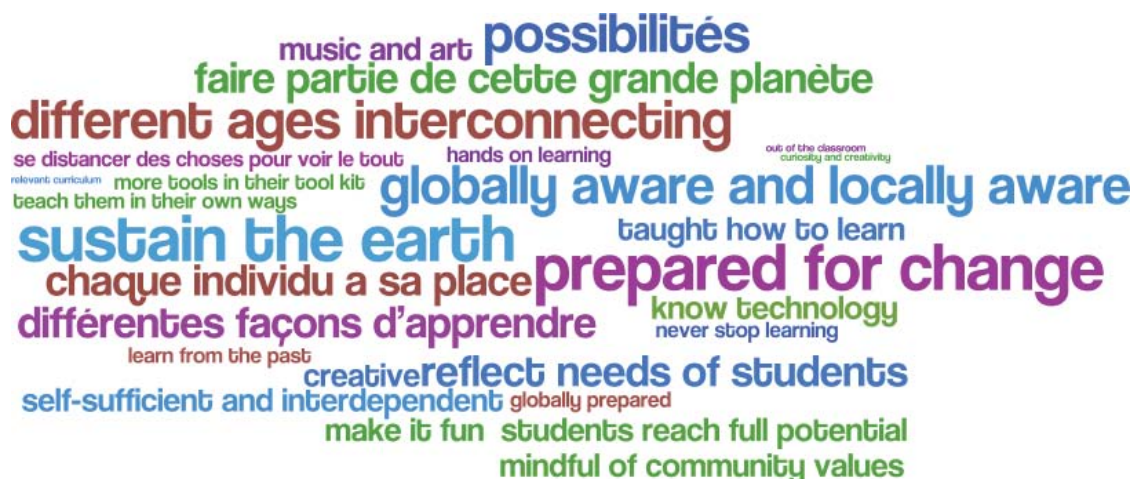 music and art possibilités
faire partie de cette grande planète
different ages interconnecting
out of the classroom
se distancer des choses pour voir le tout hands on learning curiosity and creativity
relevant curriculum more tools in their tool kit globally aware and locally aware
teach them in their own ways
sustain the earth taught how to learn
chaque individu a sa place prepared for change
différentes façons d'apprendre know technology
never stop learning
learn from the past
creative reflect needs of students
self-sufficient and interdependent globally prepared
make it fun students reach full potential
mindful of community values